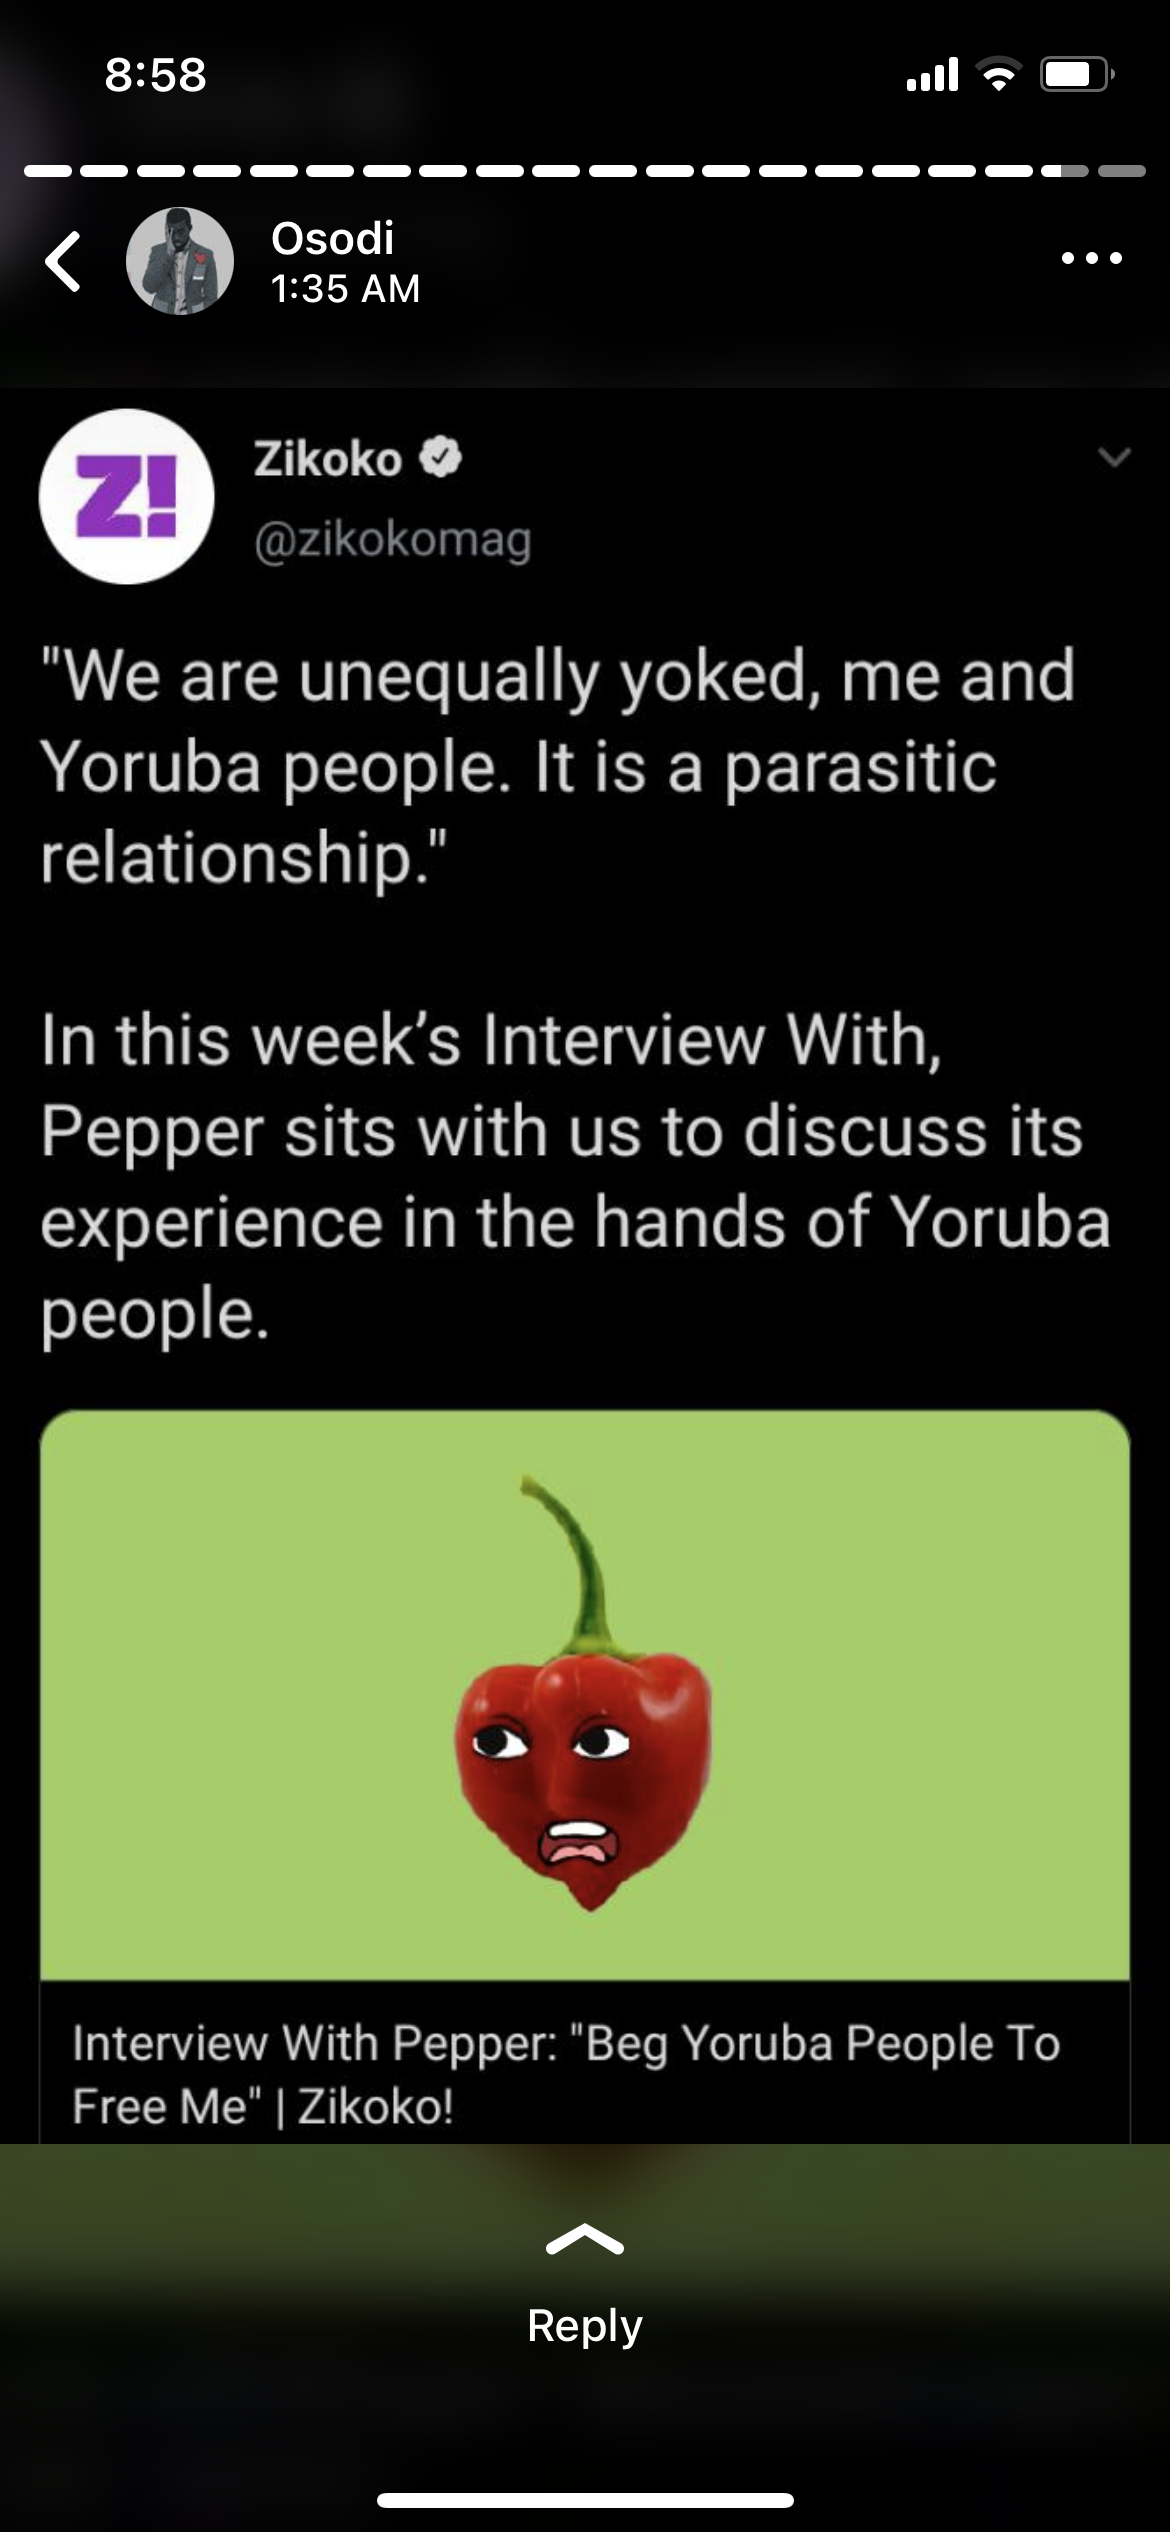 8:58
Osodi
1:35 AM
Z!
Zikoko
@zikokomag
"We are unequally yoked, me and
Yoruba people. It is a parasitic
relationship."
In this week’s Interview With,
Pepper sits with us to discuss its
experience in the hands of Yoruba
people.
Interview With Pepper: "Beg Yoruba People To
Free Me" | Zikoko!
Reply